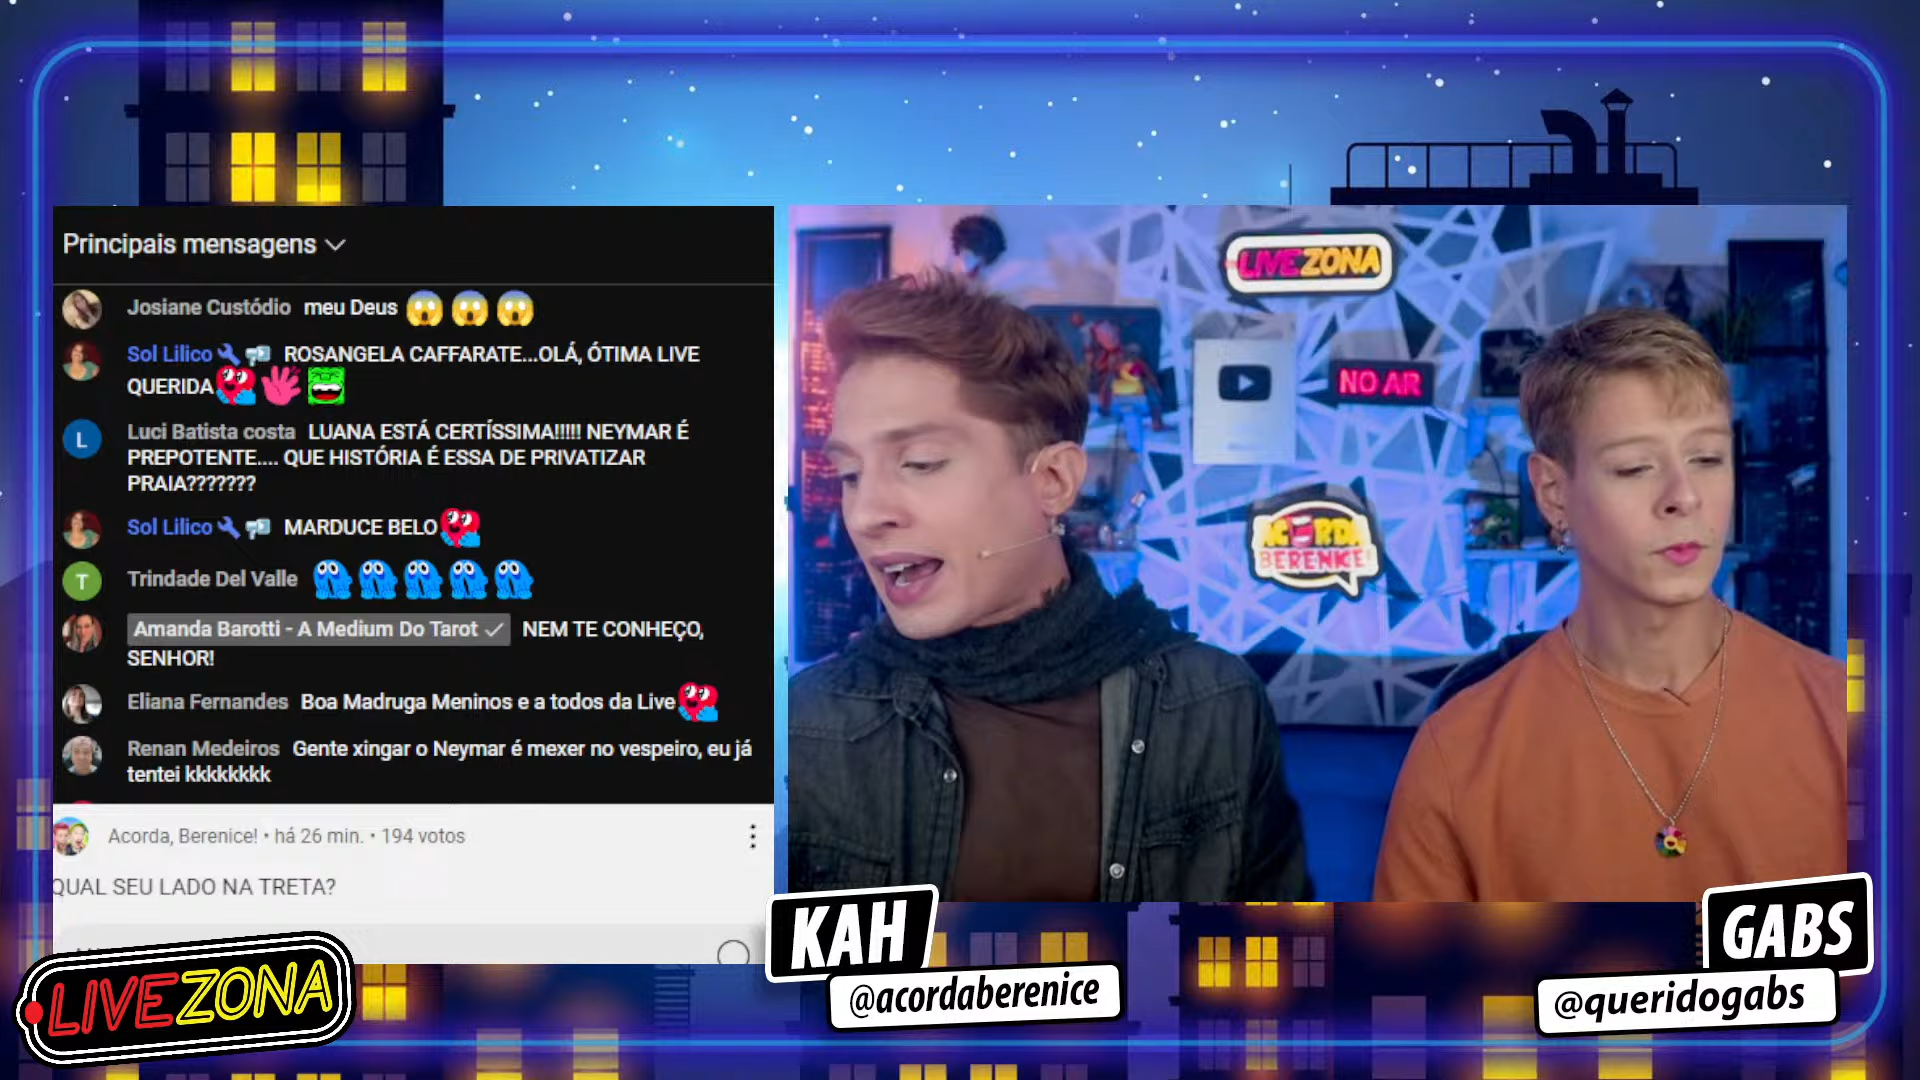 Principais mensagens
Josiane Custódio meu Deus
Sol Lilico ROSANGELA CAFFARATE...OLÁ, ÓTIMA LIVE
QUERIDA
Luci Batista costa LUANA ESTÁ CERTÍSSIMA!!!!! NEYMAR É
PREPOTENTE.... QUE HISTÓRIA É ESSA DE PRIVATIZAR
PRAIA???????
Sol Lilico MARDUCE BELO
Trindade Del Valle
Amanda Barotti - A Medium Do Tarot NEM TE CONHEÇO,
SENHOR!
Eliana Fernandes Boa Madruga Meninos e a todos da Live
Renan Medeiros Gente xingar o Neymar é mexer no vespeiro, eu já
tentei kkkkkkkk
Acorda, Berenice! • há 26 min. • 194 votos
QUAL SEU LADO NA TRETA?
LIVEZONA
LIVEZONA
NO AR
ACORDA
BERENICE!
KAH
@acordaberenice
GABS
@queridogabs
L
T